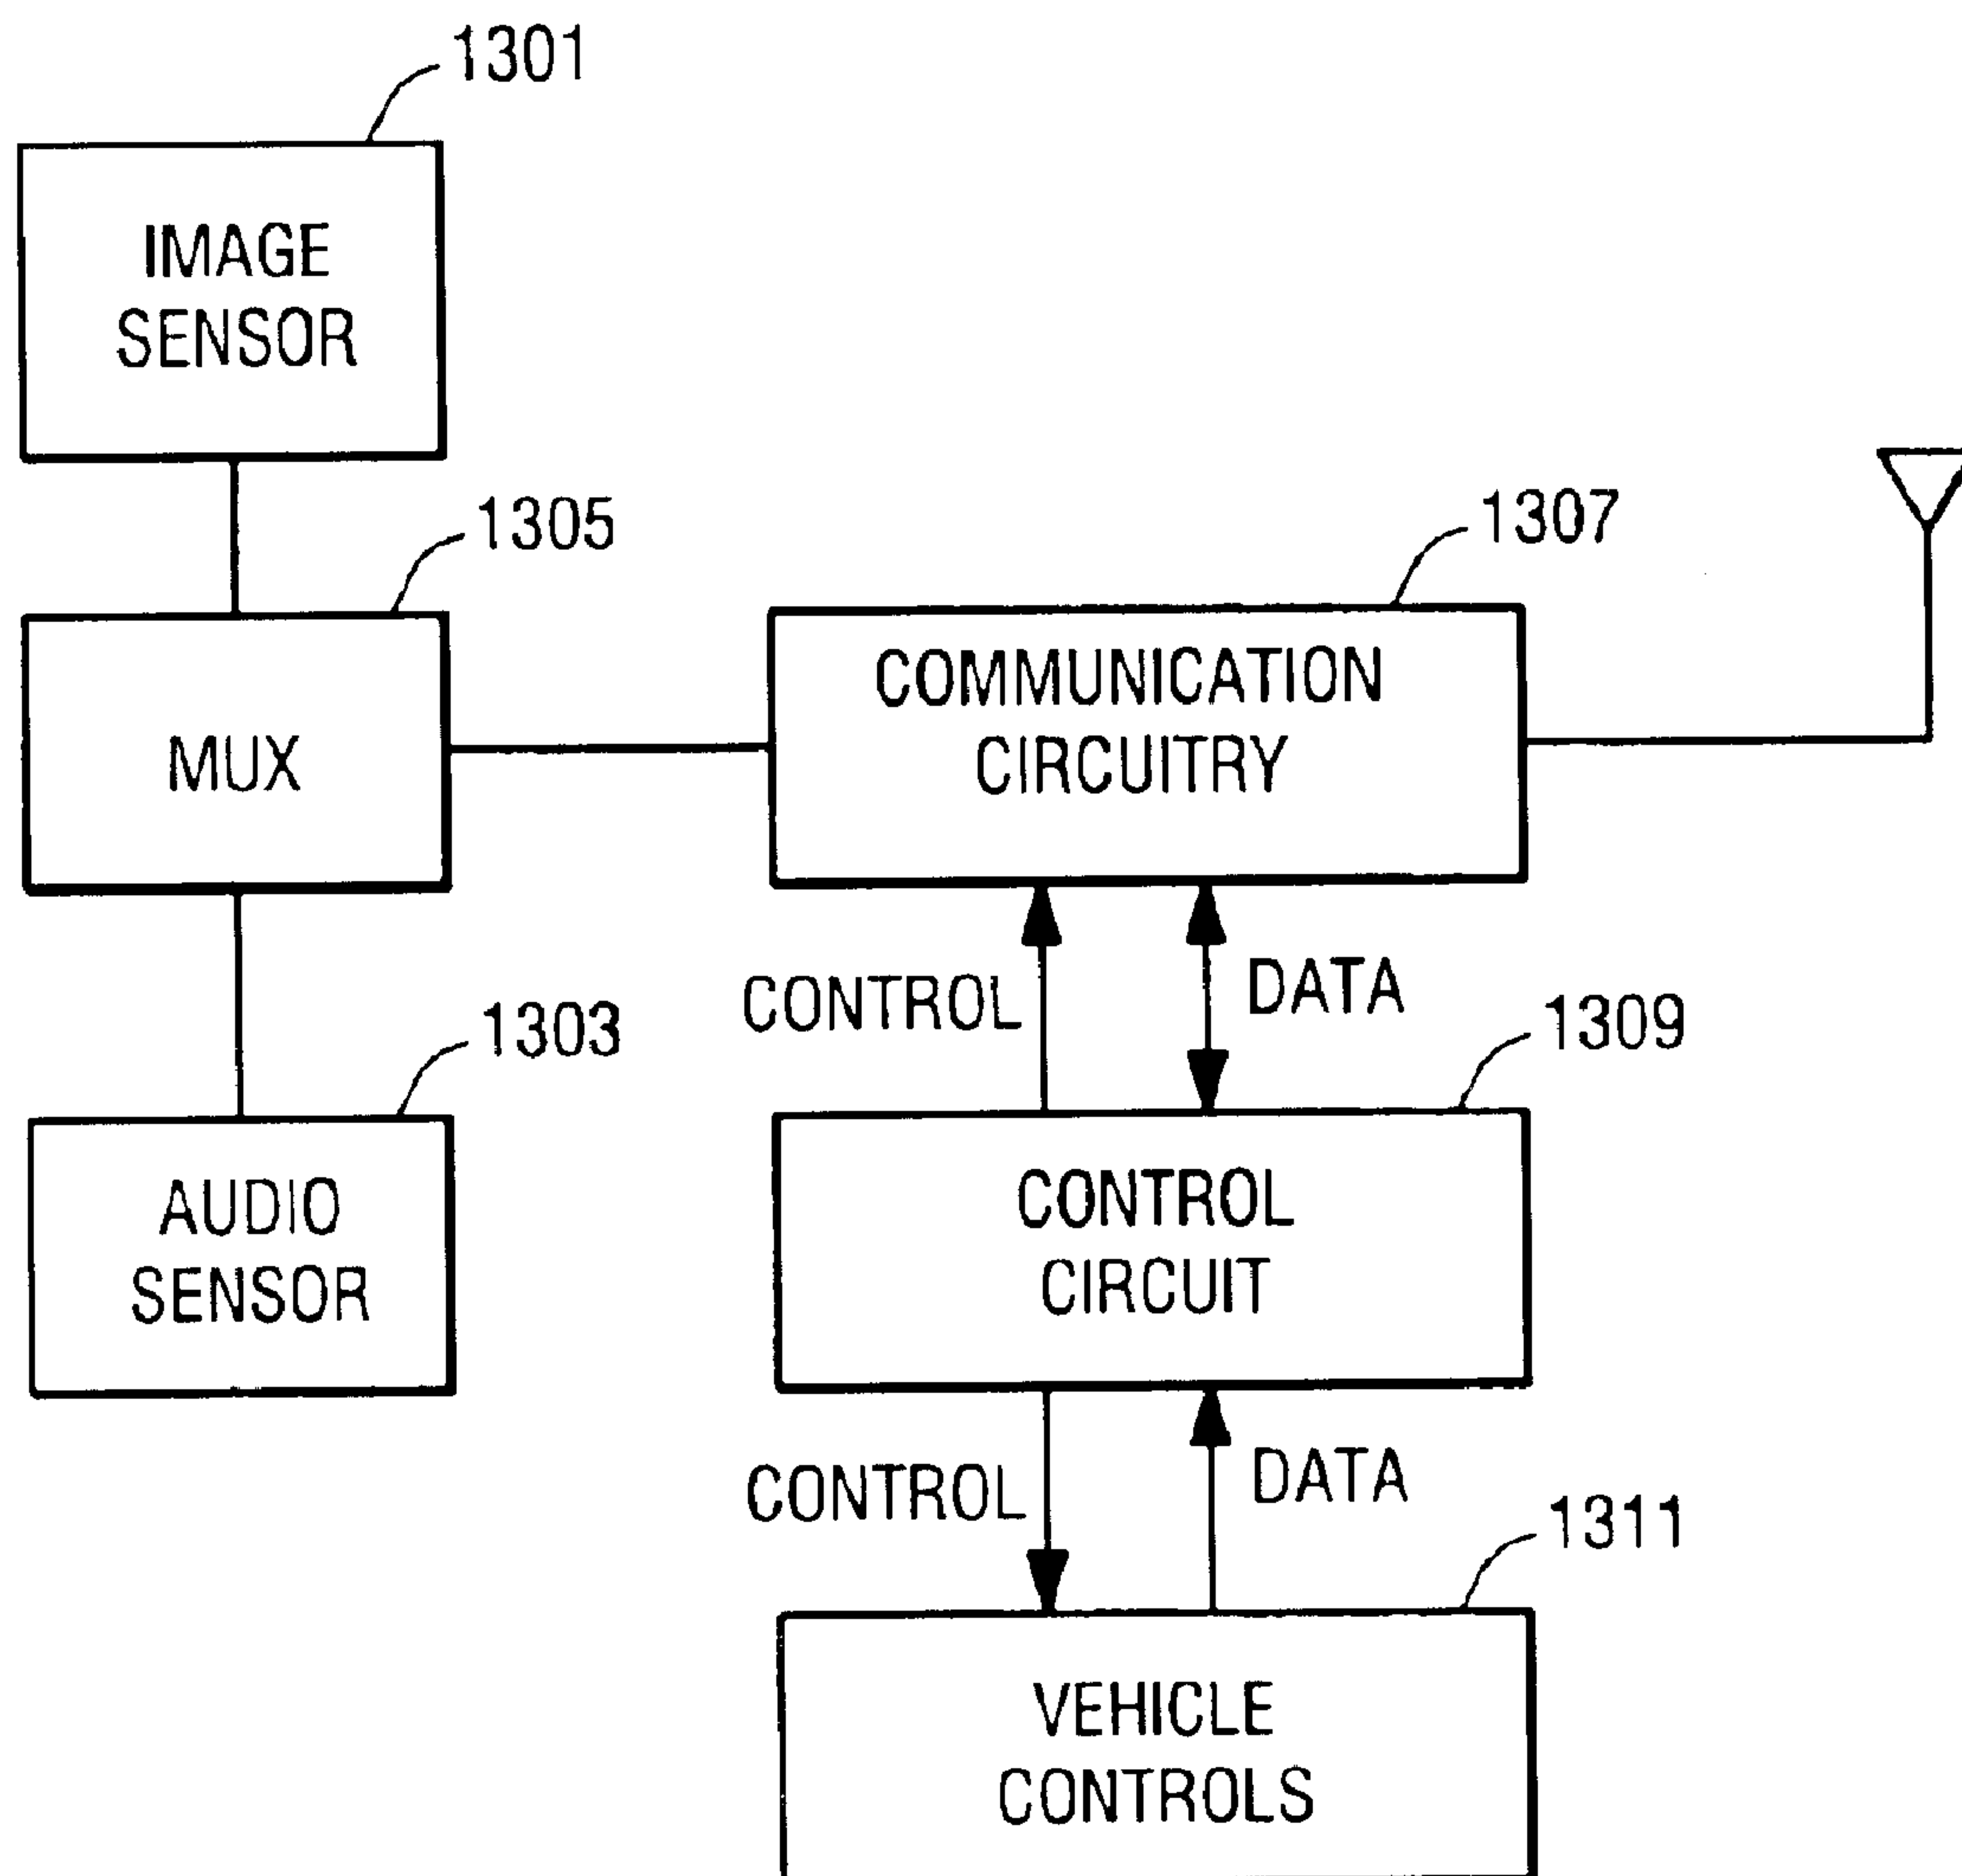 1301
IMAGE
SENSOR
1305
MUX
1307
COMMUNICATION
CIRCUITRY
1303
AUDIO
SENSOR
CONTROL
DATA
1309
CONTROL
CIRCUIT
CONTROL
DATA
1311
VEHICLE
CONTROLS